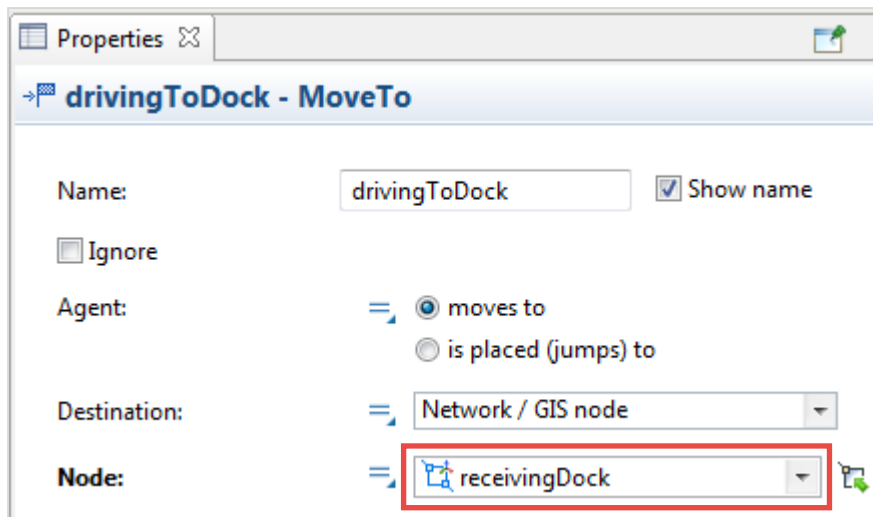 Properties
drivingToDock - MoveTo
Name: drivingToDock Show name
Ignore
Agent: moves to
is placed (jumps) to
Destination: Network / GIS node
Node: receivingDock